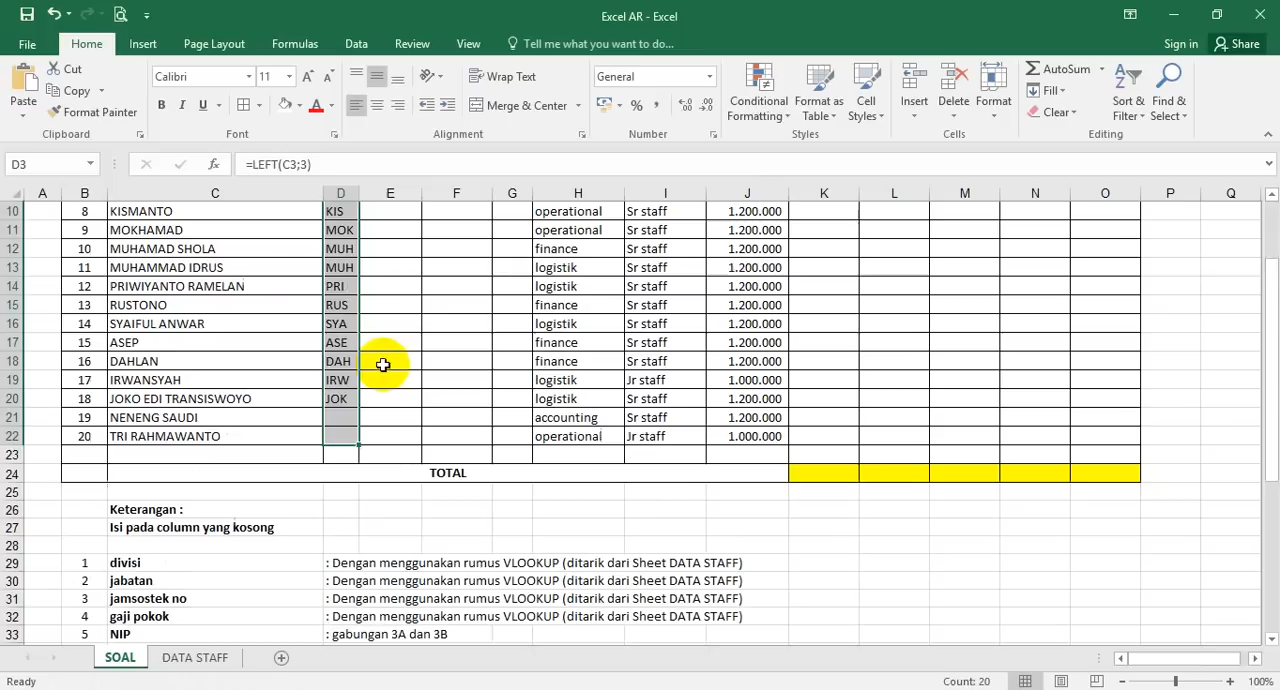 Excel AR - Excel
File Home Insert Page Layout Formulas Data Review View Tell me what you want to do... Sign in Share
Paste Cut Copy Format Painter
Calibri 11 General
Wrap Text
Merge & Center
Conditional Formatting Format as Table Cell Styles Insert Delete Format
AutoSum Fill Clear Sort & Filter Find & Select
Clipboard Font Alignment Number Styles Cells Editing
D3 =LEFT(C3;3)
A B C D E F G H I J K L M N O P Q
10 8 KISMANTO KIS operational Sr staff 1.200.000
11 9 MOKHAMAD MOK operational Sr staff 1.200.000
12 10 MUHAMAD SHOLA MUH finance Sr staff 1.200.000
13 11 MUHAMMAD IDRUS MUH logistik Sr staff 1.200.000
14 12 PRIWIYANTO RAMELAN PRI logistik Sr staff 1.200.000
15 13 RUSTONO RUS finance Sr staff 1.200.000
16 14 SYAIFUL ANWAR SYA logistik Sr staff 1.200.000
17 15 ASEP ASE finance Sr staff 1.200.000
18 16 DAHLAN DAH finance Sr staff 1.200.000
19 17 IRWANSYAH IRW logistik Jr staff 1.000.000
20 18 JOKO EDI TRANSISWOYO JOK logistik Sr staff 1.200.000
21 19 NENENG SAUDI accounting Sr staff 1.200.000
22 20 TRI RAHMAWANTO operational Jr staff 1.000.000
23
24 TOTAL
25
26 Keterangan :
27 Isi pada column yang kosong
28
29 1 divisi : Dengan menggunakan rumus VLOOKUP (ditarik dari Sheet DATA STAFF)
30 2 jabatan : Dengan menggunakan rumus VLOOKUP (ditarik dari Sheet DATA STAFF)
31 3 jamsostek no : Dengan menggunakan rumus VLOOKUP (ditarik dari Sheet DATA STAFF)
32 4 gaji pokok : Dengan menggunakan rumus VLOOKUP (ditarik dari Sheet DATA STAFF)
33 5 NIP : gabungan 3A dan 3B
SOAL DATA STAFF
Ready Count: 20 100%